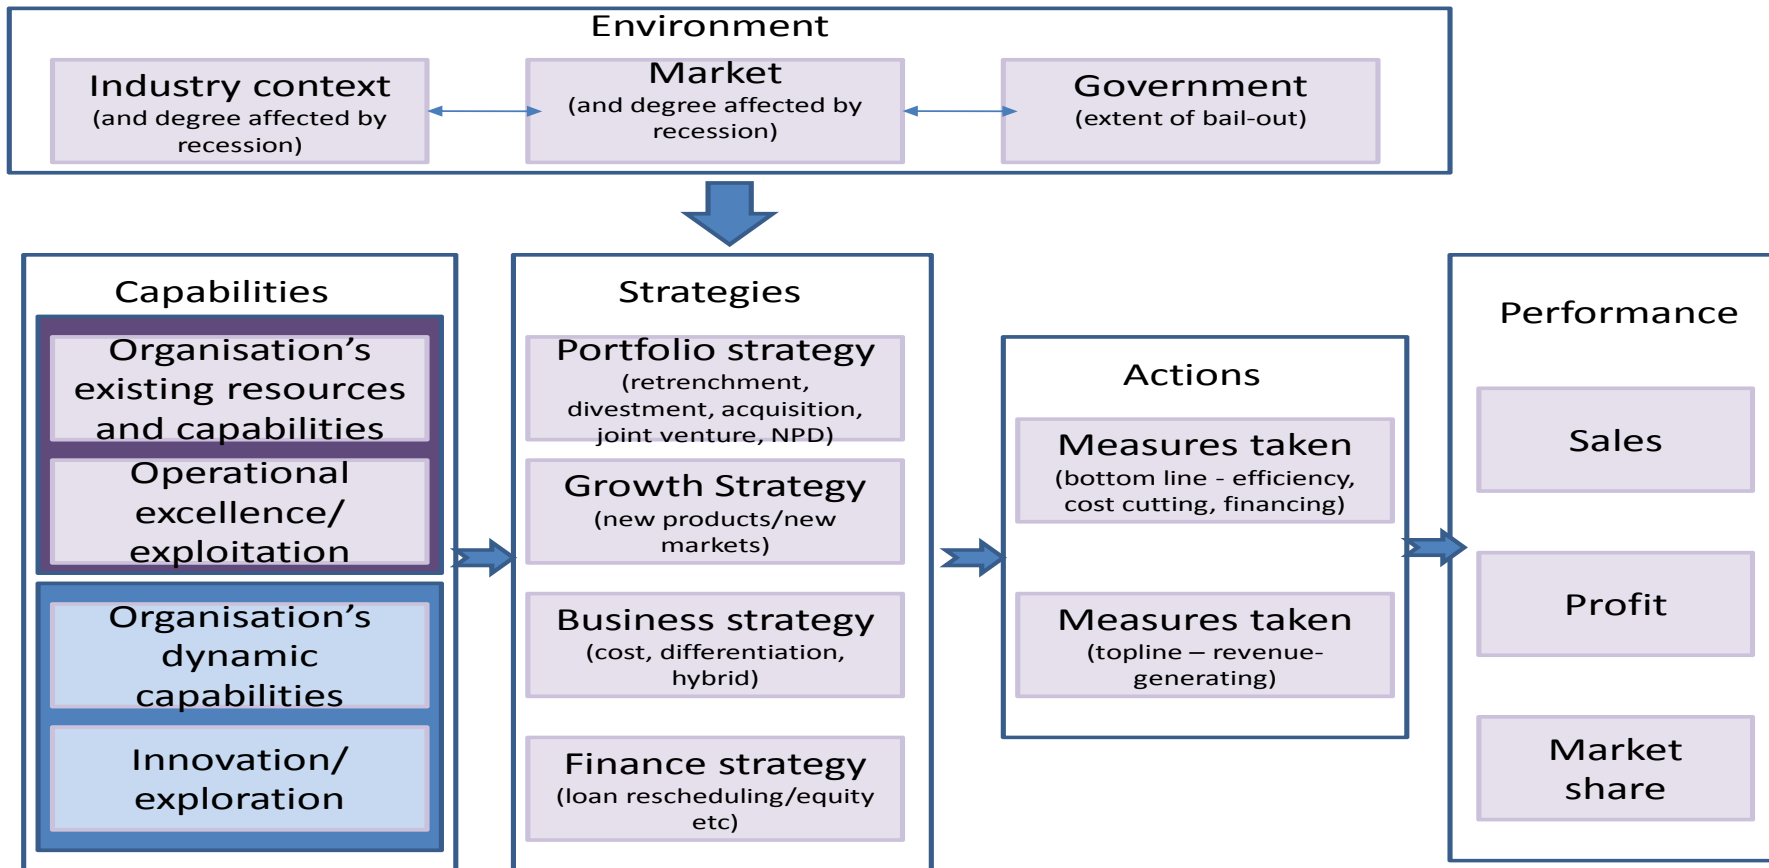 Environment
Industry context
(and degree affected by
recession)
Market
(and degree affected by
recession)
Government
(extent of bail-out)
Capabilities
Organisation’s
existing resources
and capabilities
Operational
excellence/
exploitation
Organisation’s
dynamic
capabilities
Innovation/
exploration
Strategies
Portfolio strategy
(retrenchment,
divestment, acquisition,
joint venture, NPD)
Growth Strategy
(new products/new
markets)
Business strategy
(cost, differentiation,
hybrid)
Finance strategy
(loan rescheduling/equity
etc)
Actions
Measures taken
(bottom line - efficiency,
cost cutting, financing)
Measures taken
(topline – revenue-
generating)
Performance
Sales
Profit
Market
share